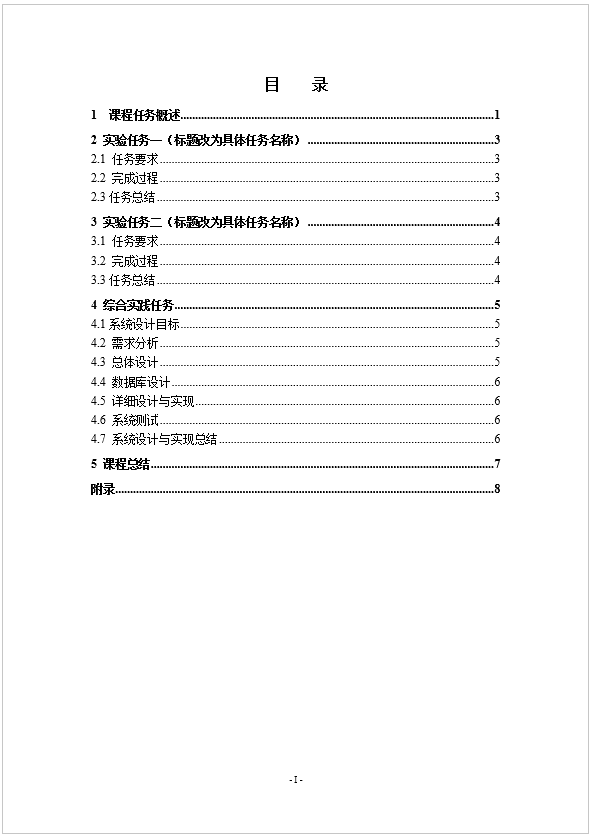 目 录
1 课程任务概述 1
2 实验任务一（标题改为具体任务名称） 3
2.1 任务要求 3
2.2 完成过程 3
2.3 任务总结 3
3 实验任务二（标题改为具体任务名称） 4
3.1 任务要求 4
3.2 完成过程 4
3.3 任务总结 4
4 综合实践任务 5
4.1 系统设计目标 5
4.2 需求分析 5
4.3 总体设计 5
4.4 数据库设计 6
4.5 详细设计与实现 6
4.6 系统测试 6
4.7 系统设计与实现总结 6
5 课程总结 7
附录 8
- I -